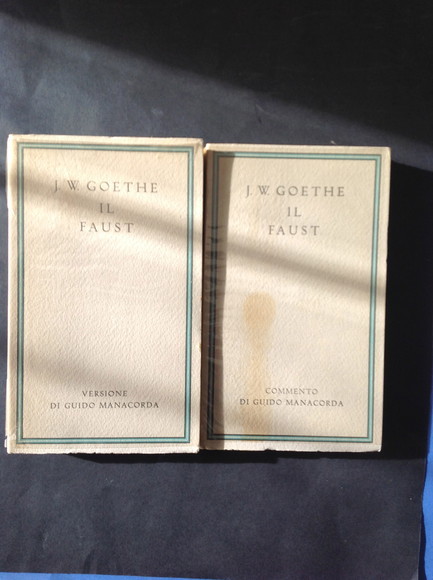 J. W. GOETHE
IL
FAUST
VERSIONE
DI GUIDO MANACORDA
J. W. GOETHE
IL
FAUST
COMMENTO
DI GUIDO MANACORDA